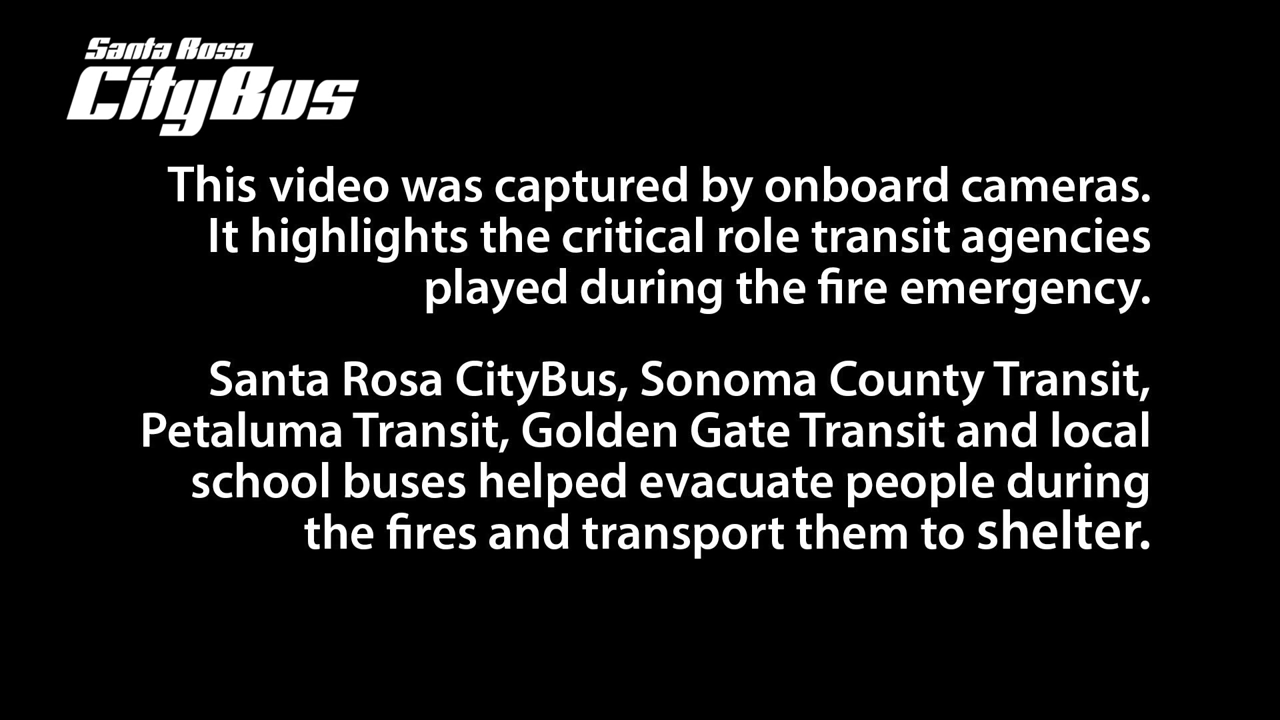 Santa Rosa
CityBus
This video was captured by onboard cameras.
It highlights the critical role transit agencies
played during the fire emergency.
Santa Rosa CityBus, Sonoma County Transit,
Petaluma Transit, Golden Gate Transit and local
school buses helped evacuate people during
the fires and transport them to shelter.